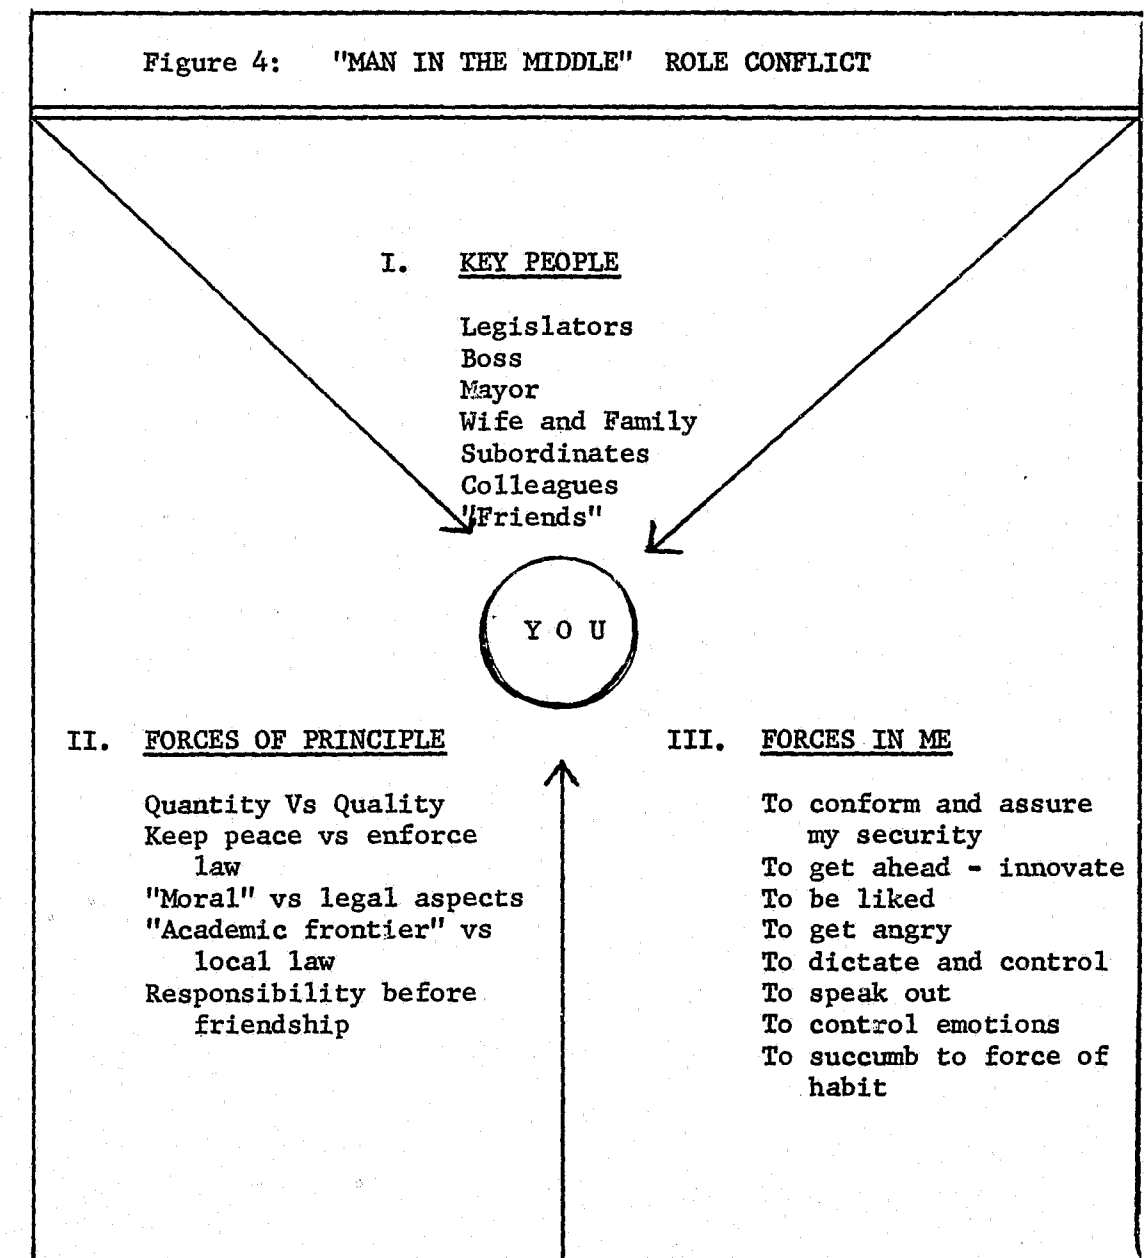 Figure 4: "MAN IN THE MIDDLE" ROLE CONFLICT
I. KEY PEOPLE
Legislators
Boss
Mayor
Wife and Family
Subordinates
Colleagues
"Friends"
Y O U
II. FORCES OF PRINCIPLE
Quantity Vs Quality
Keep peace vs enforce
law
"Moral" vs legal aspects
"Academic frontier" vs
local law
Responsibility before
friendship
III. FORCES IN ME
To conform and assure
my security
To get ahead - innovate
To be liked
To get angry
To dictate and control
To speak out
To control emotions
To succumb to force of
habit